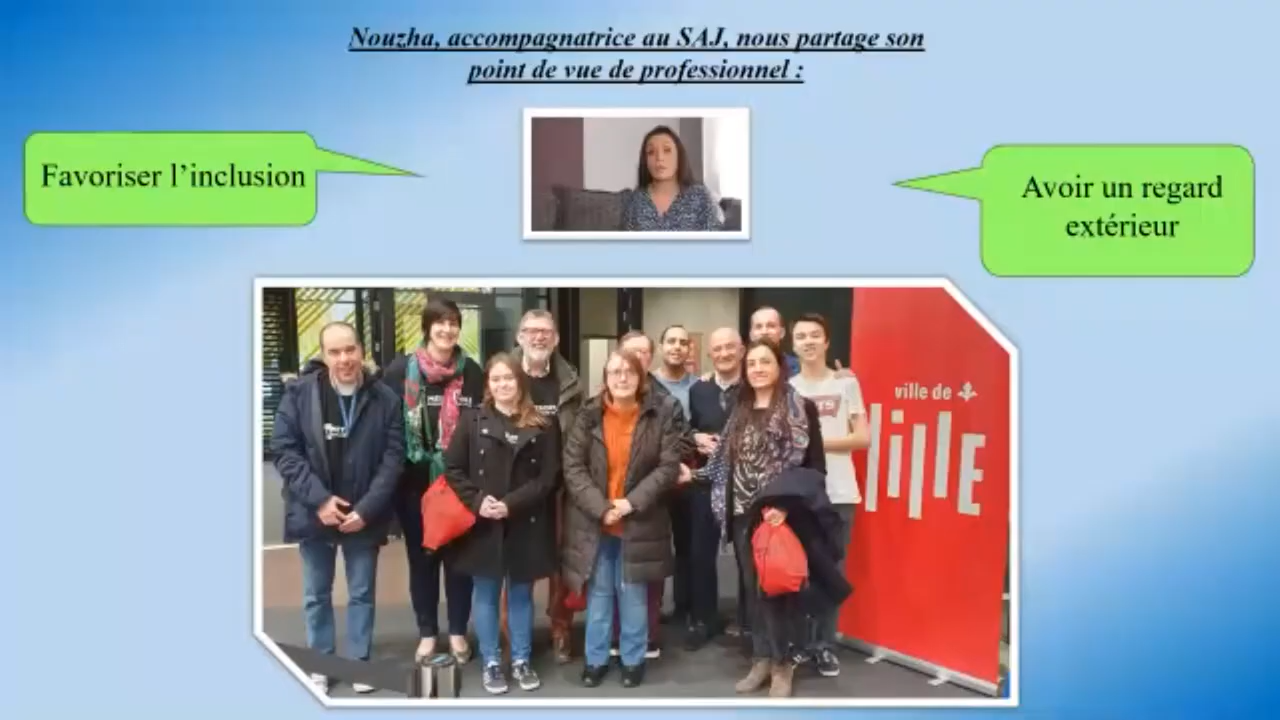 Nouzha, accompagnatrice au SAJ, nous partage son
point de vue de professionnel :
Favoriser l'inclusion
Avoir un regard
extérieur
ville de
lillE